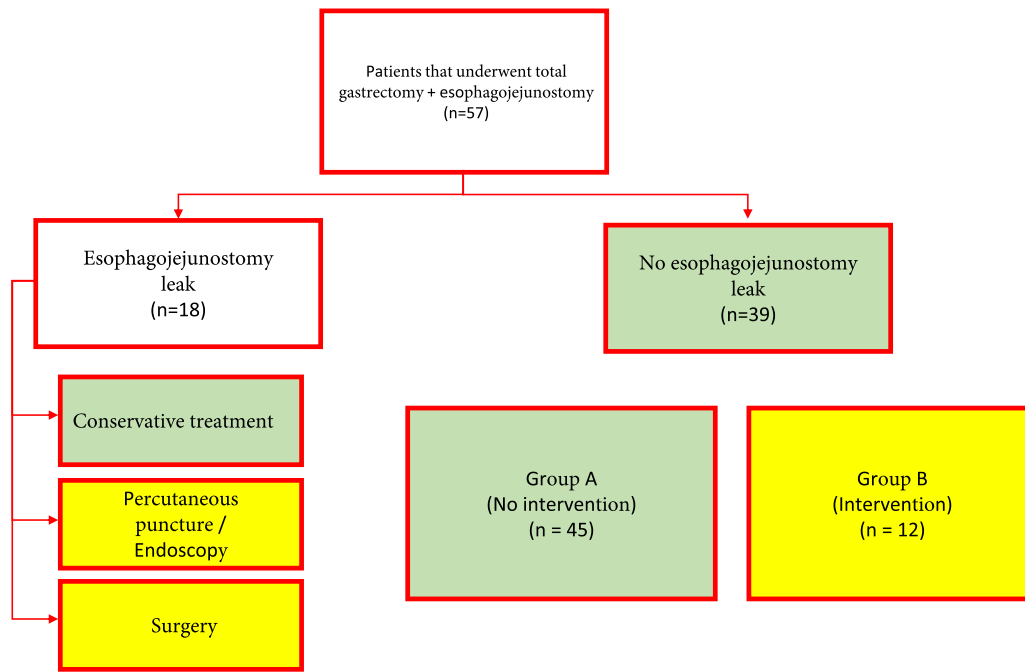 Patients that underwent total
gastrectomy + esophagojejunostomy
(n=57)
Esophagojejunostomy
leak
(n=18)
No esophagojejunostomy
leak
(n=39)
Conservative treatment
Percutaneous
puncture /
Endoscopy
Surgery
Group A
(No intervention)
(n = 45)
Group B
(Intervention)
(n = 12)